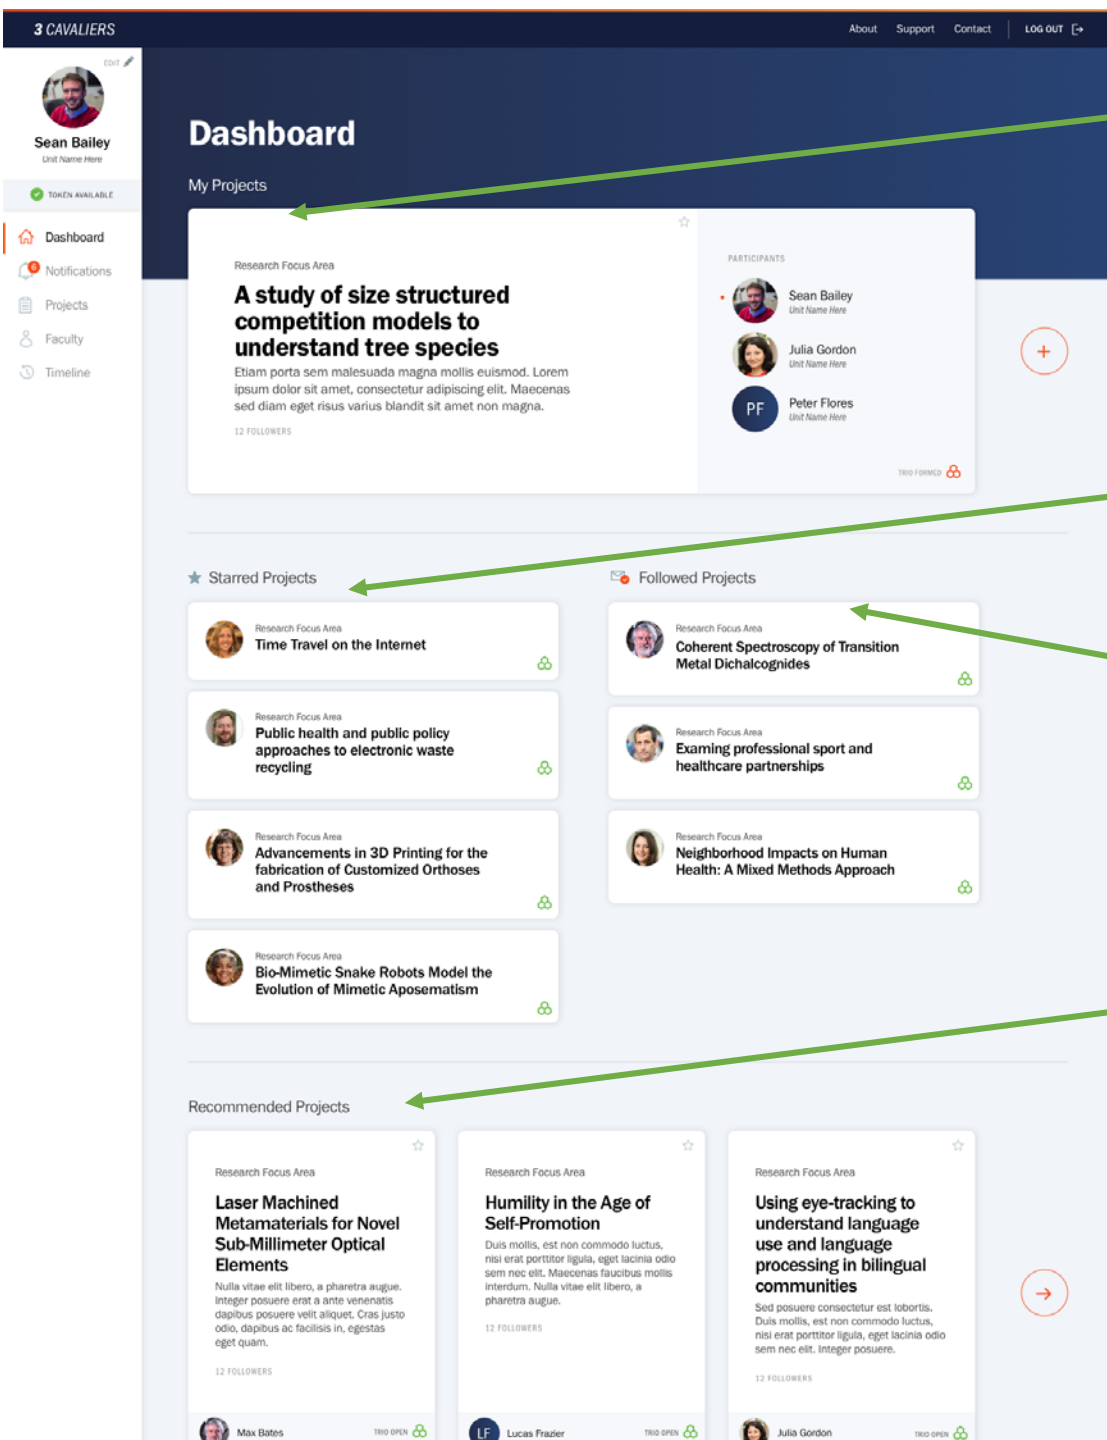 3 CAVALIERS
About Support Contact LOG OUT
EDIT
Sean Bailey
Unit Name Here
TOKEN AVAILABLE
Dashboard
6
Notifications
Projects
Faculty
Timeline
Dashboard
My Projects
Research Focus Area
A study of size structured
competition models to
understand tree species
Etiam porta sem malesuada magna mollis euismod. Lorem
ipsum dolor sit amet, consectetur adipiscing elit. Maecenas
sed diam eget risus varius blandit sit amet non magna.
12 FOLLOWERS
PARTICIPANTS
Sean Bailey
Unit Name Here
Julia Gordon
Unit Name Here
PF
Peter Flores
Unit Name Here
TRIO FORMED
Starred Projects
Research Focus Area
Time Travel on the Internet
Research Focus Area
Public health and public policy
approaches to electronic waste
recycling
Research Focus Area
Advancements in 3D Printing for the
fabrication of Customized Orthoses
and Prostheses
Research Focus Area
Bio-Mimetic Snake Robots Model the
Evolution of Mimetic Aposematism
Followed Projects
Research Focus Area
Coherent Spectroscopy of Transition
Metal Dichalcognides
Research Focus Area
Examing professional sport and
healthcare partnerships
Research Focus Area
Neighborhood Impacts on Human
Health: A Mixed Methods Approach
Recommended Projects
Research Focus Area
Laser Machined
Metamaterials for Novel
Sub-Millimeter Optical
Elements
Nulla vitae elit libero, a pharetra augue.
Integer posuere erat a ante venenatis
dapibus posuere velit aliquet. Cras justo
odio, dapibus ac facilisis in, egestas
eget quam.
12 FOLLOWERS
Max Bates TRIO OPEN
Research Focus Area
Humility in the Age of
Self-Promotion
Duis mollis, est non commodo luctus,
nisi erat porttitor ligula, eget lacinia odio
sem nec elit. Maecenas faucibus mollis
interdum. Nulla vitae elit libero, a
pharetra augue.
12 FOLLOWERS
LF Lucas Frazier TRIO OPEN
Research Focus Area
Using eye-tracking to
understand language
use and language
processing in bilingual
communities
Sed posuere consectetur est lobortis.
Duis mollis, est non commodo luctus,
nisi erat porttitor ligula, eget lacinia odio
sem nec elit. Integer posuere.
12 FOLLOWERS
Julia Gordon TRIO OPEN